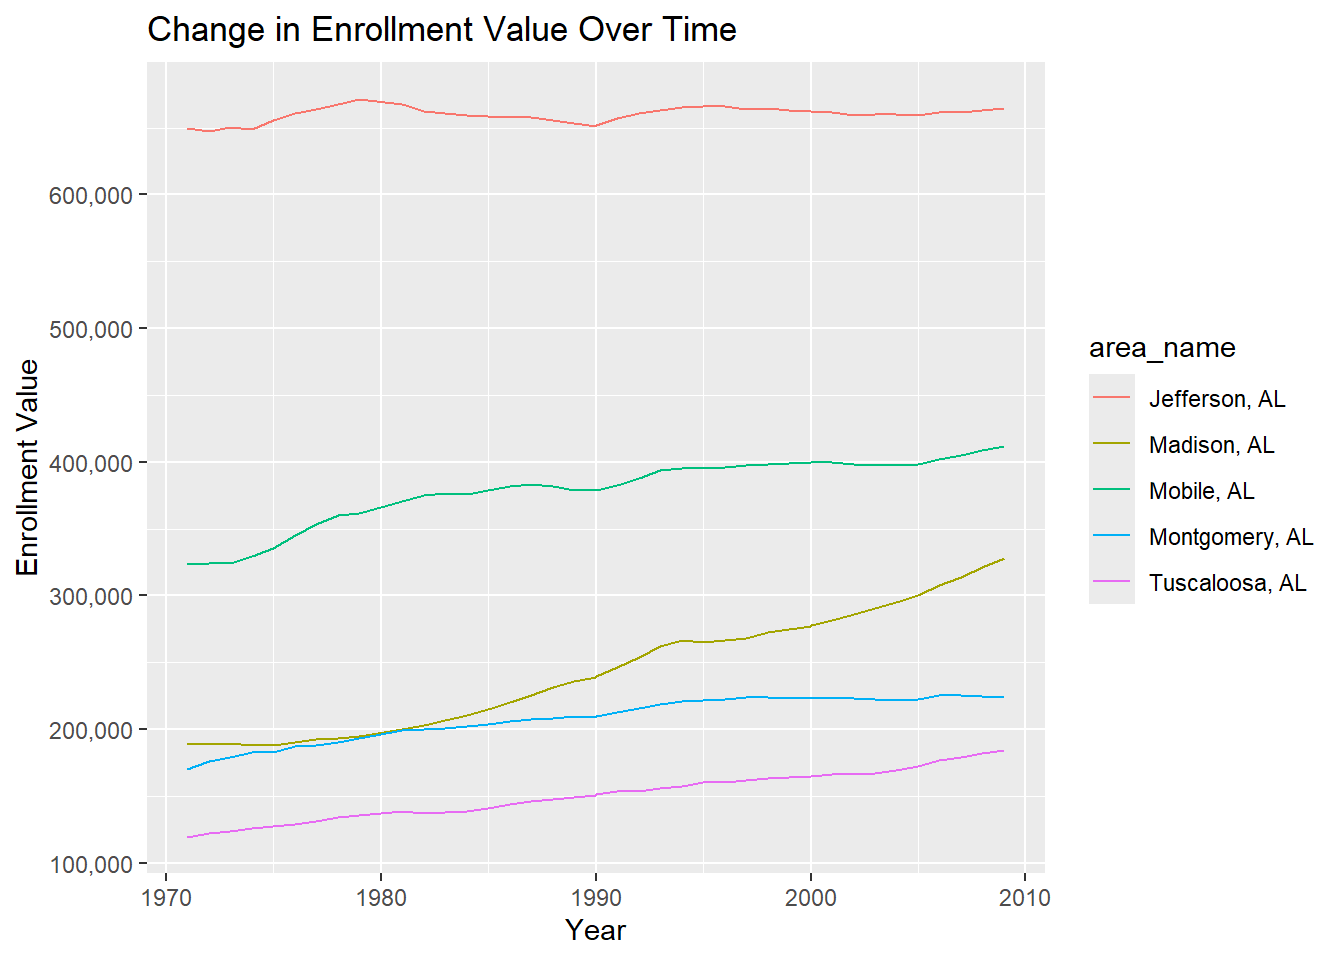 Change in Enrollment Value Over Time
Enrollment Value
600,000
500,000
400,000
300,000
200,000
100,000
1970 1980 1990 2000 2010
Year
area_name
Jefferson, AL
Madison, AL
Mobile, AL
Montgomery, AL
Tuscaloosa, AL